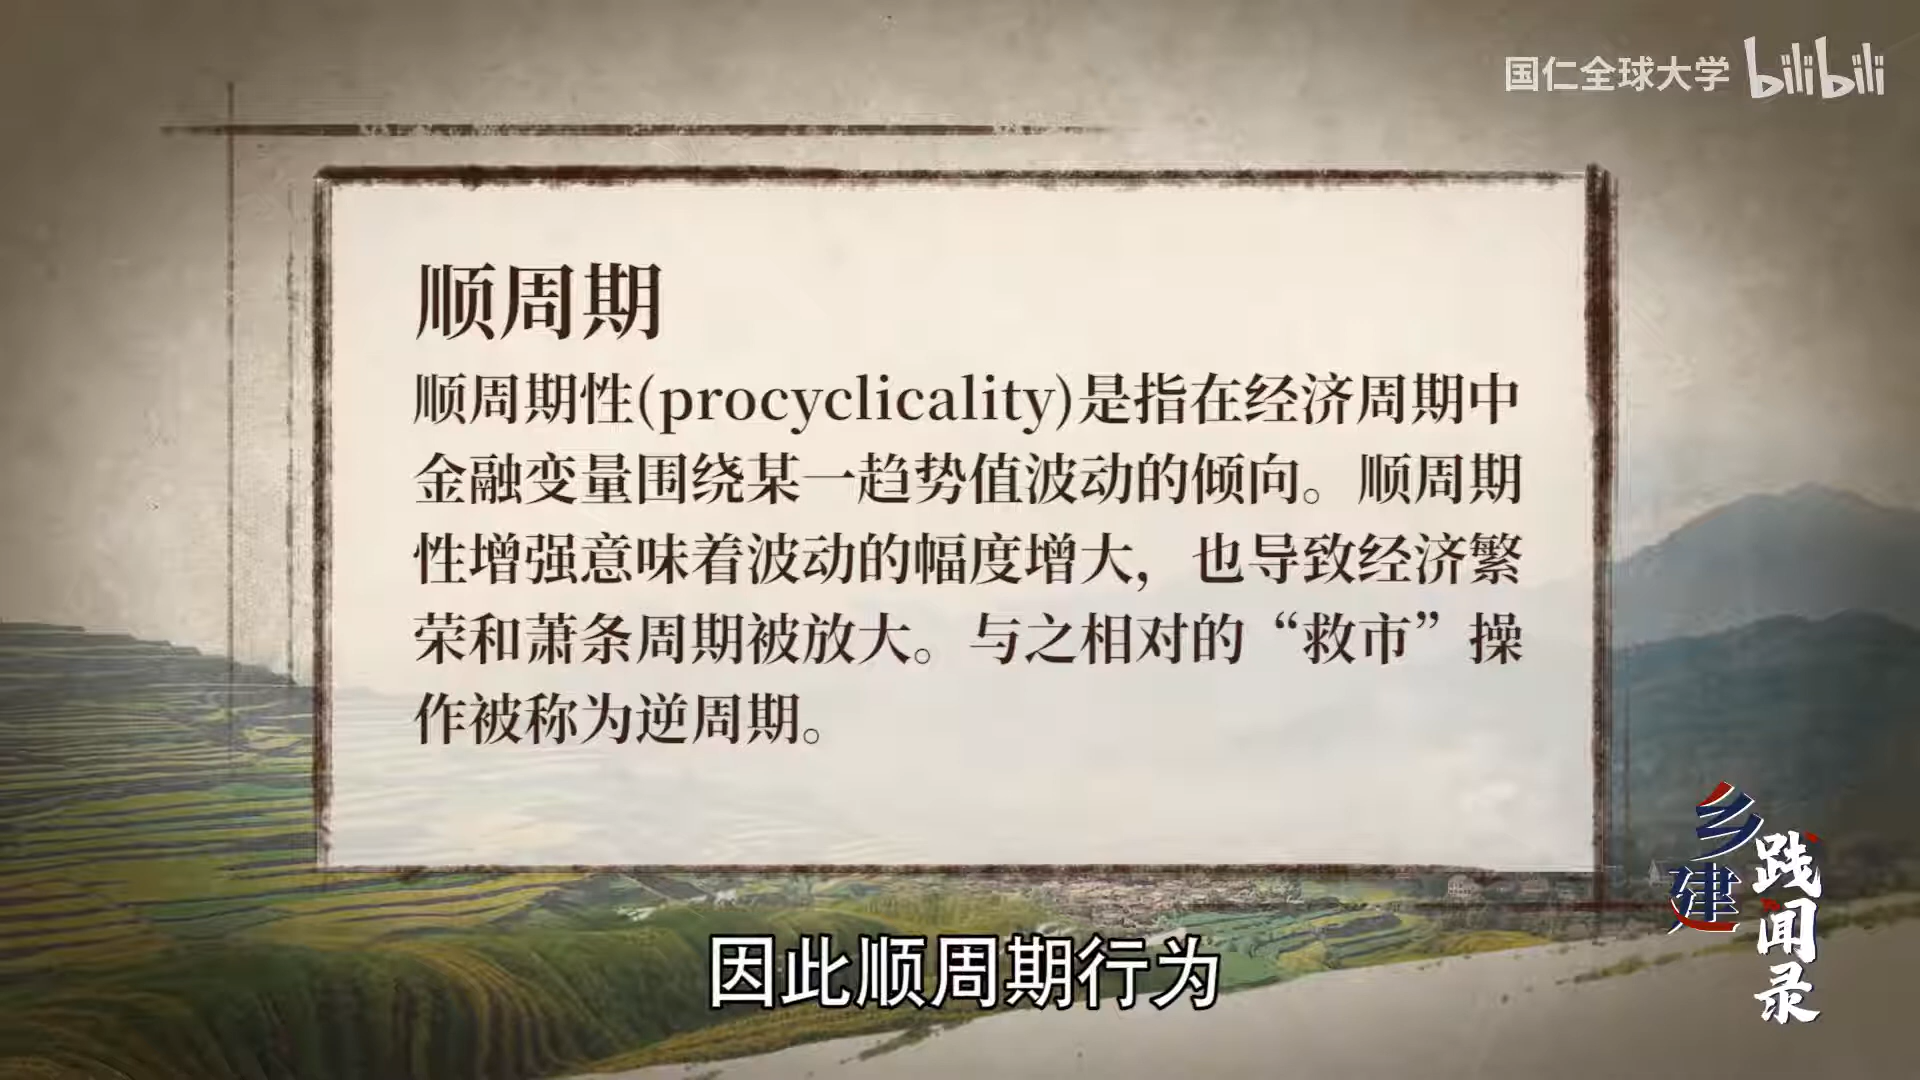 国仁全球大学 bilibili
顺周期
顺周期性(procyclicality)是指在经济周期中
金融变量围绕某一趋势值波动的倾向。顺周期
性增强意味着波动的幅度增大，也导致经济繁
荣和萧条周期被放大。与之相对的“救市”操
作被称为逆周期。
乡建
践闻录
因此顺周期行为